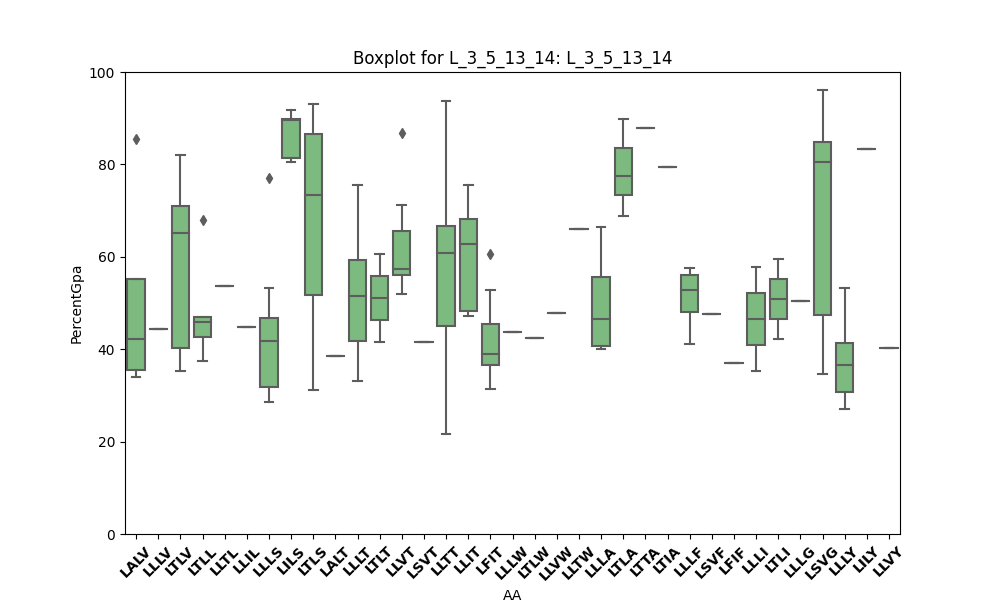 Boxplot for L_3_5_13_14: L_3_5_13_14
PercentGpa
100
80
60
40
20
0
LALV LLLV LTLV LTLL LLTL LLIL LLLS LILS LTLS LALT LLLT LTLT LLVT LSVT LLTT LLIT LFIT LLLW LTLW LLVW LLTW LLLA LTLA LTTA LTIA LLLF LSVF LFIF LLLI LTLI LLLG LSVG LLLY LILY LLVY
AA